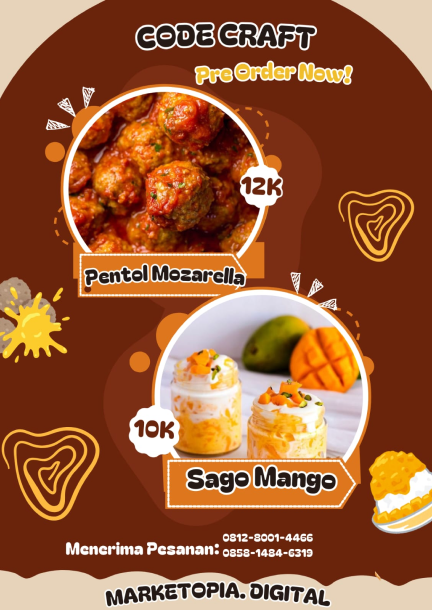 CODE CRAFT
Pre Order Now!
12K
Pentol Mozarella
10K
Sago Mango
Menerima Pesanan:
0812-8001-4466
0858-1484-6319
MARKETOPIA. DIGITAL